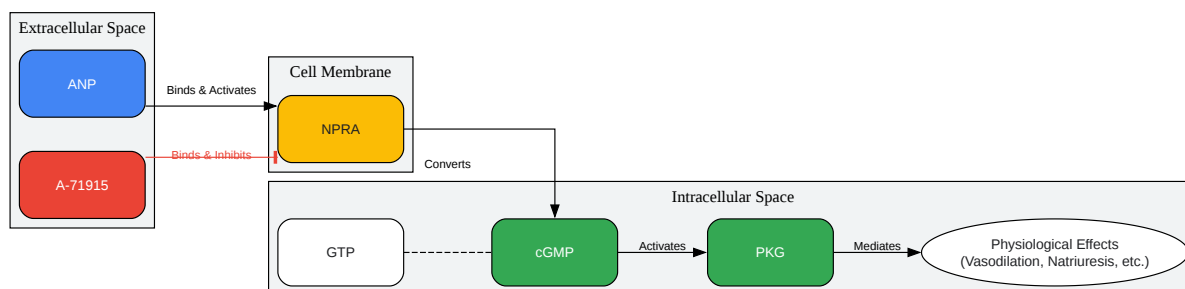 Extracellular Space
ANP
Binds & Activates
Cell Membrane
NPRA
A-71915
Binds & Inhibits
Converts
Intracellular Space
GTP
cGMP
Activates
PKG
Mediates
Physiological Effects
(Vasodilation, Natriuresis, etc.)